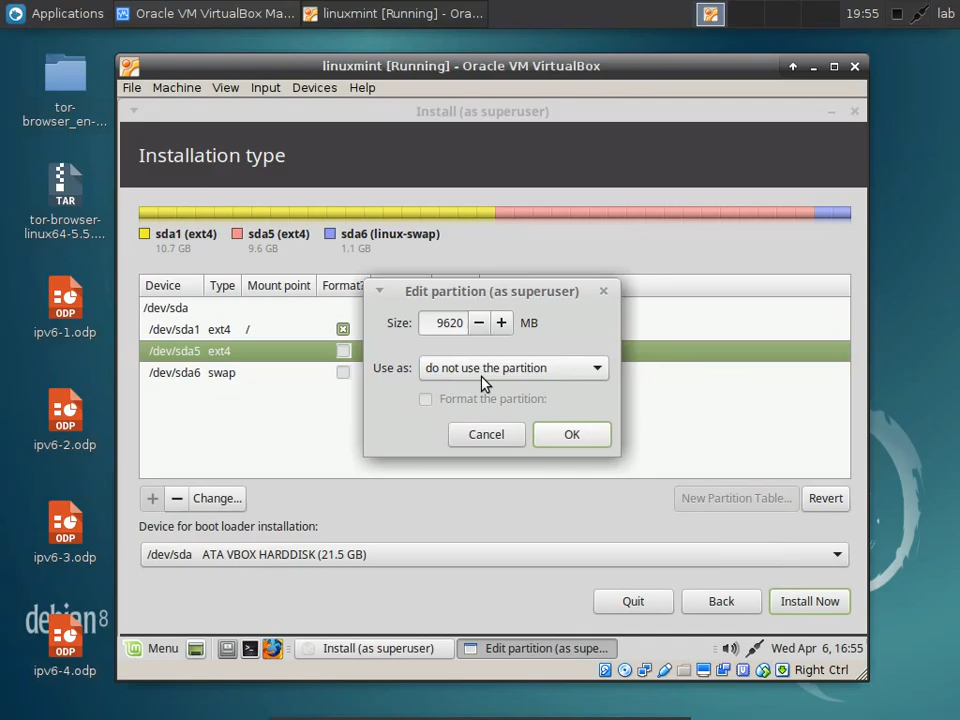 Applications Oracle VM VirtualBox Ma... linuxmint [Running] - Ora... 19:55 lab
linuxmint [Running] - Oracle VM VirtualBox
File Machine View Input Devices Help
Install (as superuser)
Installation type
sda1 (ext4) sda5 (ext4) sda6 (linux-swap)
10.7 GB 9.6 GB 1.1 GB
Device Type Mount point Format?
/dev/sda
/dev/sda1 ext4 /
/dev/sda5 ext4
/dev/sda6 swap
Edit partition (as superuser)
Size: 9620 MB
Use as: do not use the partition
Format the partition:
Cancel OK
Change... New Partition Table... Revert
Device for boot loader installation:
/dev/sda ATA VBOX HARDDISK (21.5 GB)
Quit Back Install Now
Menu Install (as superuser) Edit partition (as supe... Wed Apr 6, 16:55
Right Ctrl
tor-
browser_en-...
TAR
tor-browser-
linux64-5.5....
ODP
ipv6-1.odp
ODP
ipv6-2.odp
ODP
ipv6-3.odp
debian 8
ODP
ipv6-4.odp